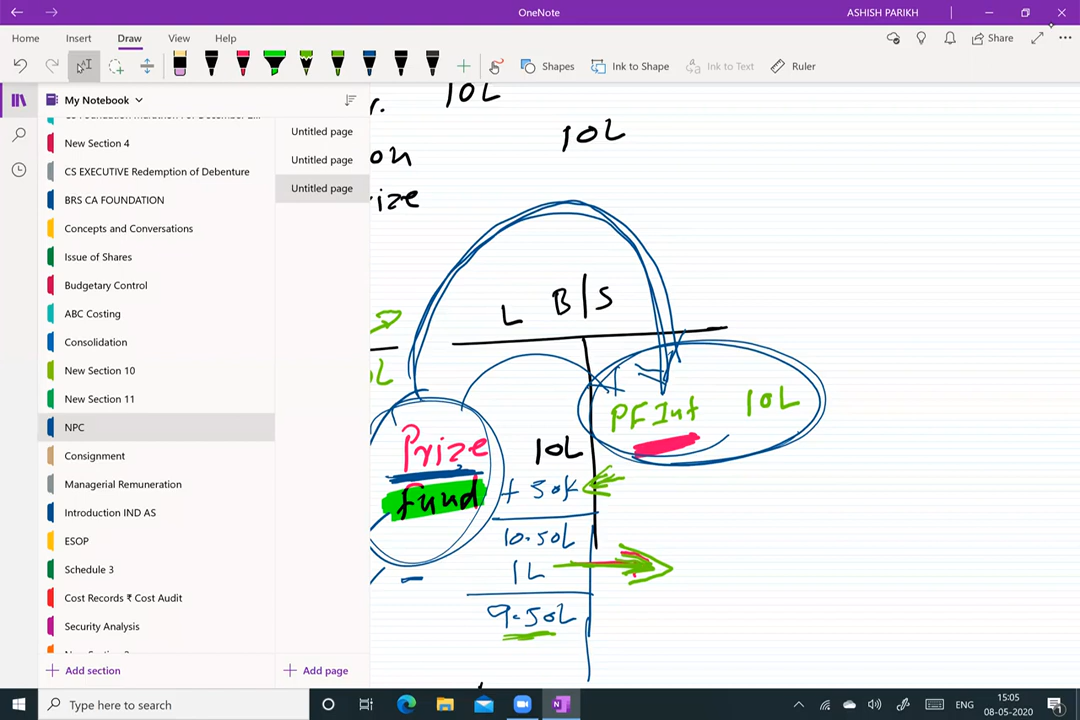 OneNote
ASHISH PARIKH
Home Insert Draw View Help
Share
Shapes Ink to Shape Ink to Text Ruler
My Notebook
New Section 4
CS EXECUTIVE Redemption of Debenture
BRS CA FOUNDATION
Concepts and Conversations
Issue of Shares
Budgetary Control
ABC Costing
Consolidation
New Section 10
New Section 11
NPC
Consignment
Managerial Remuneration
Introduction IND AS
ESOP
Schedule 3
Cost Records ₹ Cost Audit
Security Analysis
Add section
Untitled page
Untitled page
Untitled page
Add page
10L
10L
on
ize
L B/S
PF Int 10L
Prize 10L
Fund + 50K
10.50L
1L
9.50L
Type here to search
ENG
15:05
08-05-2020